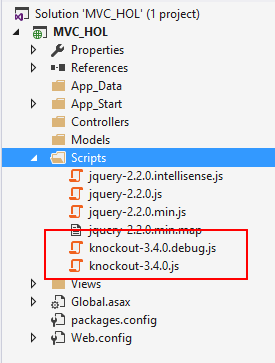 Solution 'MVC_HOL' (1 project)
MVC_HOL
Properties
References
App_Data
App_Start
Controllers
Models
Scripts
jquery-2.2.0.intellisense.js
jquery-2.2.0.js
jquery-2.2.0.min.js
jquery-2.2.0.min.map
knockout-3.4.0.debug.js
knockout-3.4.0.js
Views
Global.asax
packages.config
Web.config